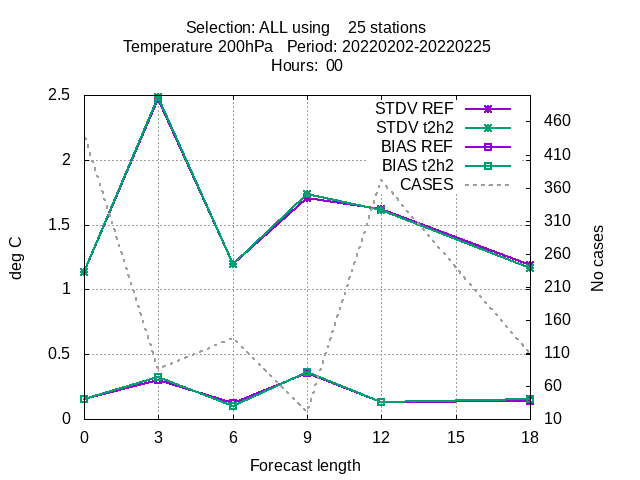 Selection: ALL using 25 stations
Temperature 200hPa Period: 20220202-20220225
Hours: 00
STDV REF
STDV t2h2
BIAS REF
BIAS t2h2
CASES
2.5
2
1.5
1
0.5
0
deg C
460
410
360
310
260
210
160
110
60
10
No cases
0 3 6 9 12 15 18
Forecast length